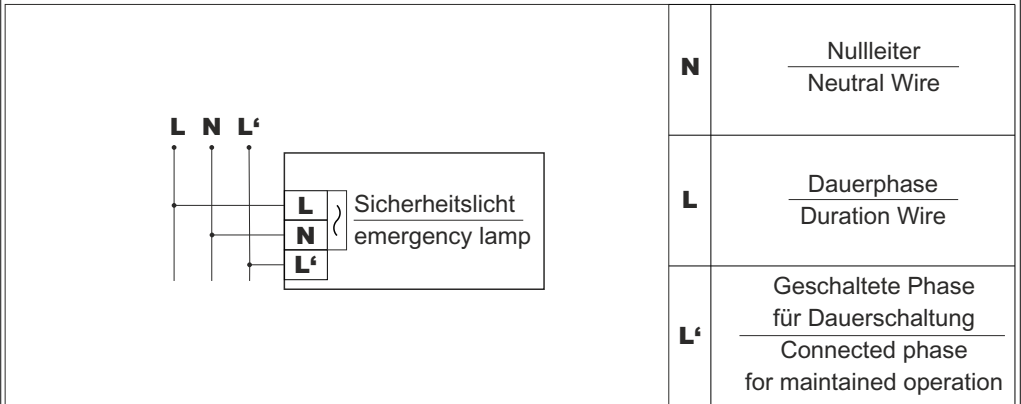 L N L‘
L
N
L‘
Sicherheitslicht
emergency lamp
N
Nullleiter
Neutral Wire
L
Dauerphase
Duration Wire
L‘
Geschaltete Phase
für Dauerschaltung
Connected phase
for maintained operation